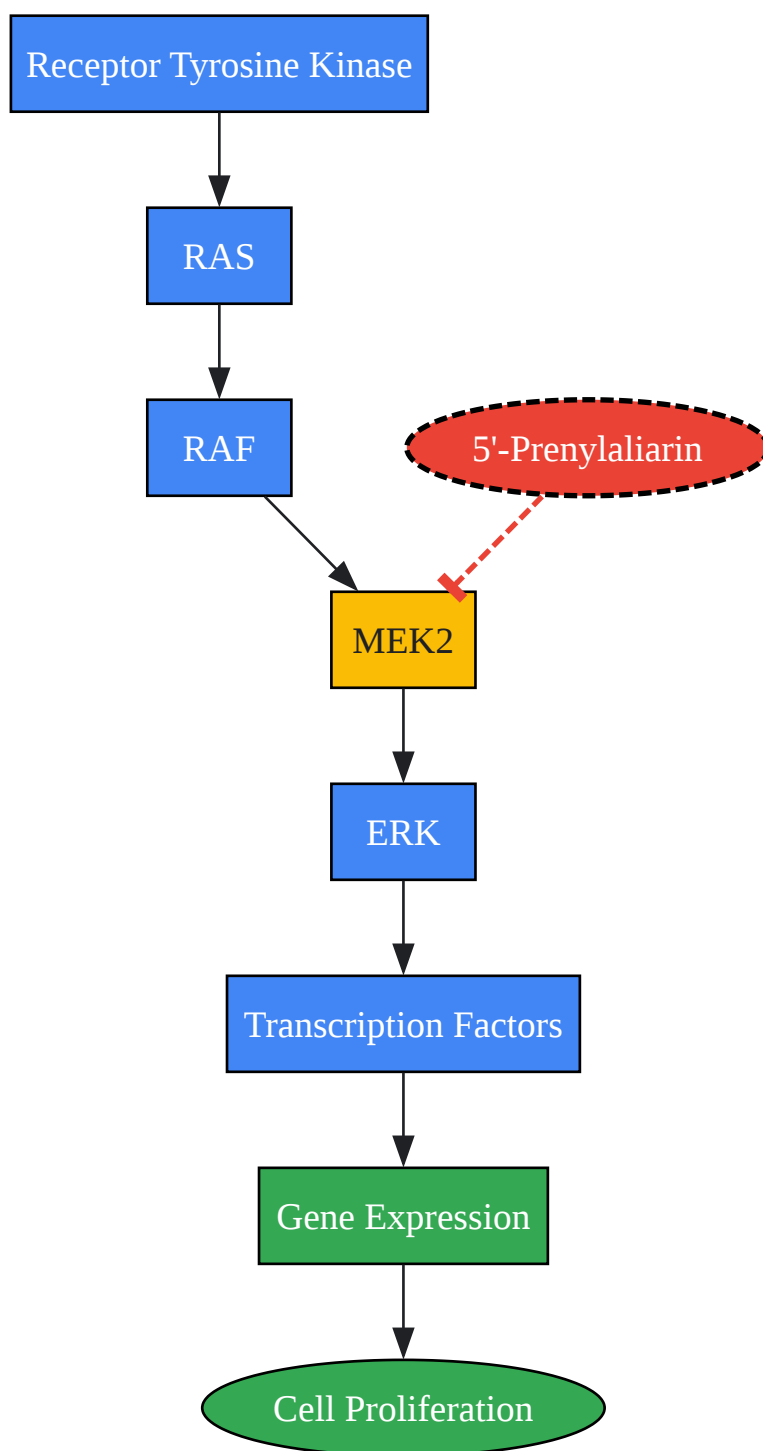 Receptor Tyrosine Kinase
RAS
RAF
5'-Prenylaliarin
MEK2
ERK
Transcription Factors
Gene Expression
Cell Proliferation